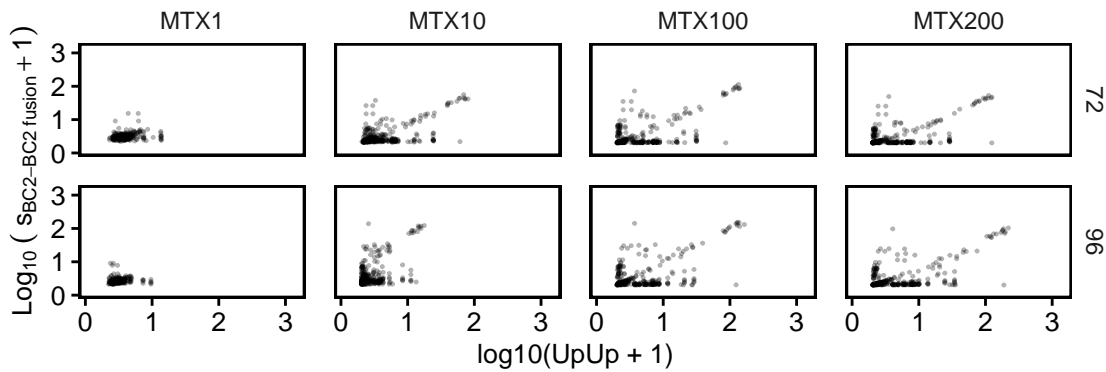 MTX1 MTX10 MTX100 MTX200
3
2
1
0
72
3
2
1
0
96
0 1 2 3 0 1 2 3 0 1 2 3 0 1 2 3
log10(UpUp + 1)
Log10 ( sBC2−BC2 fusion + 1)